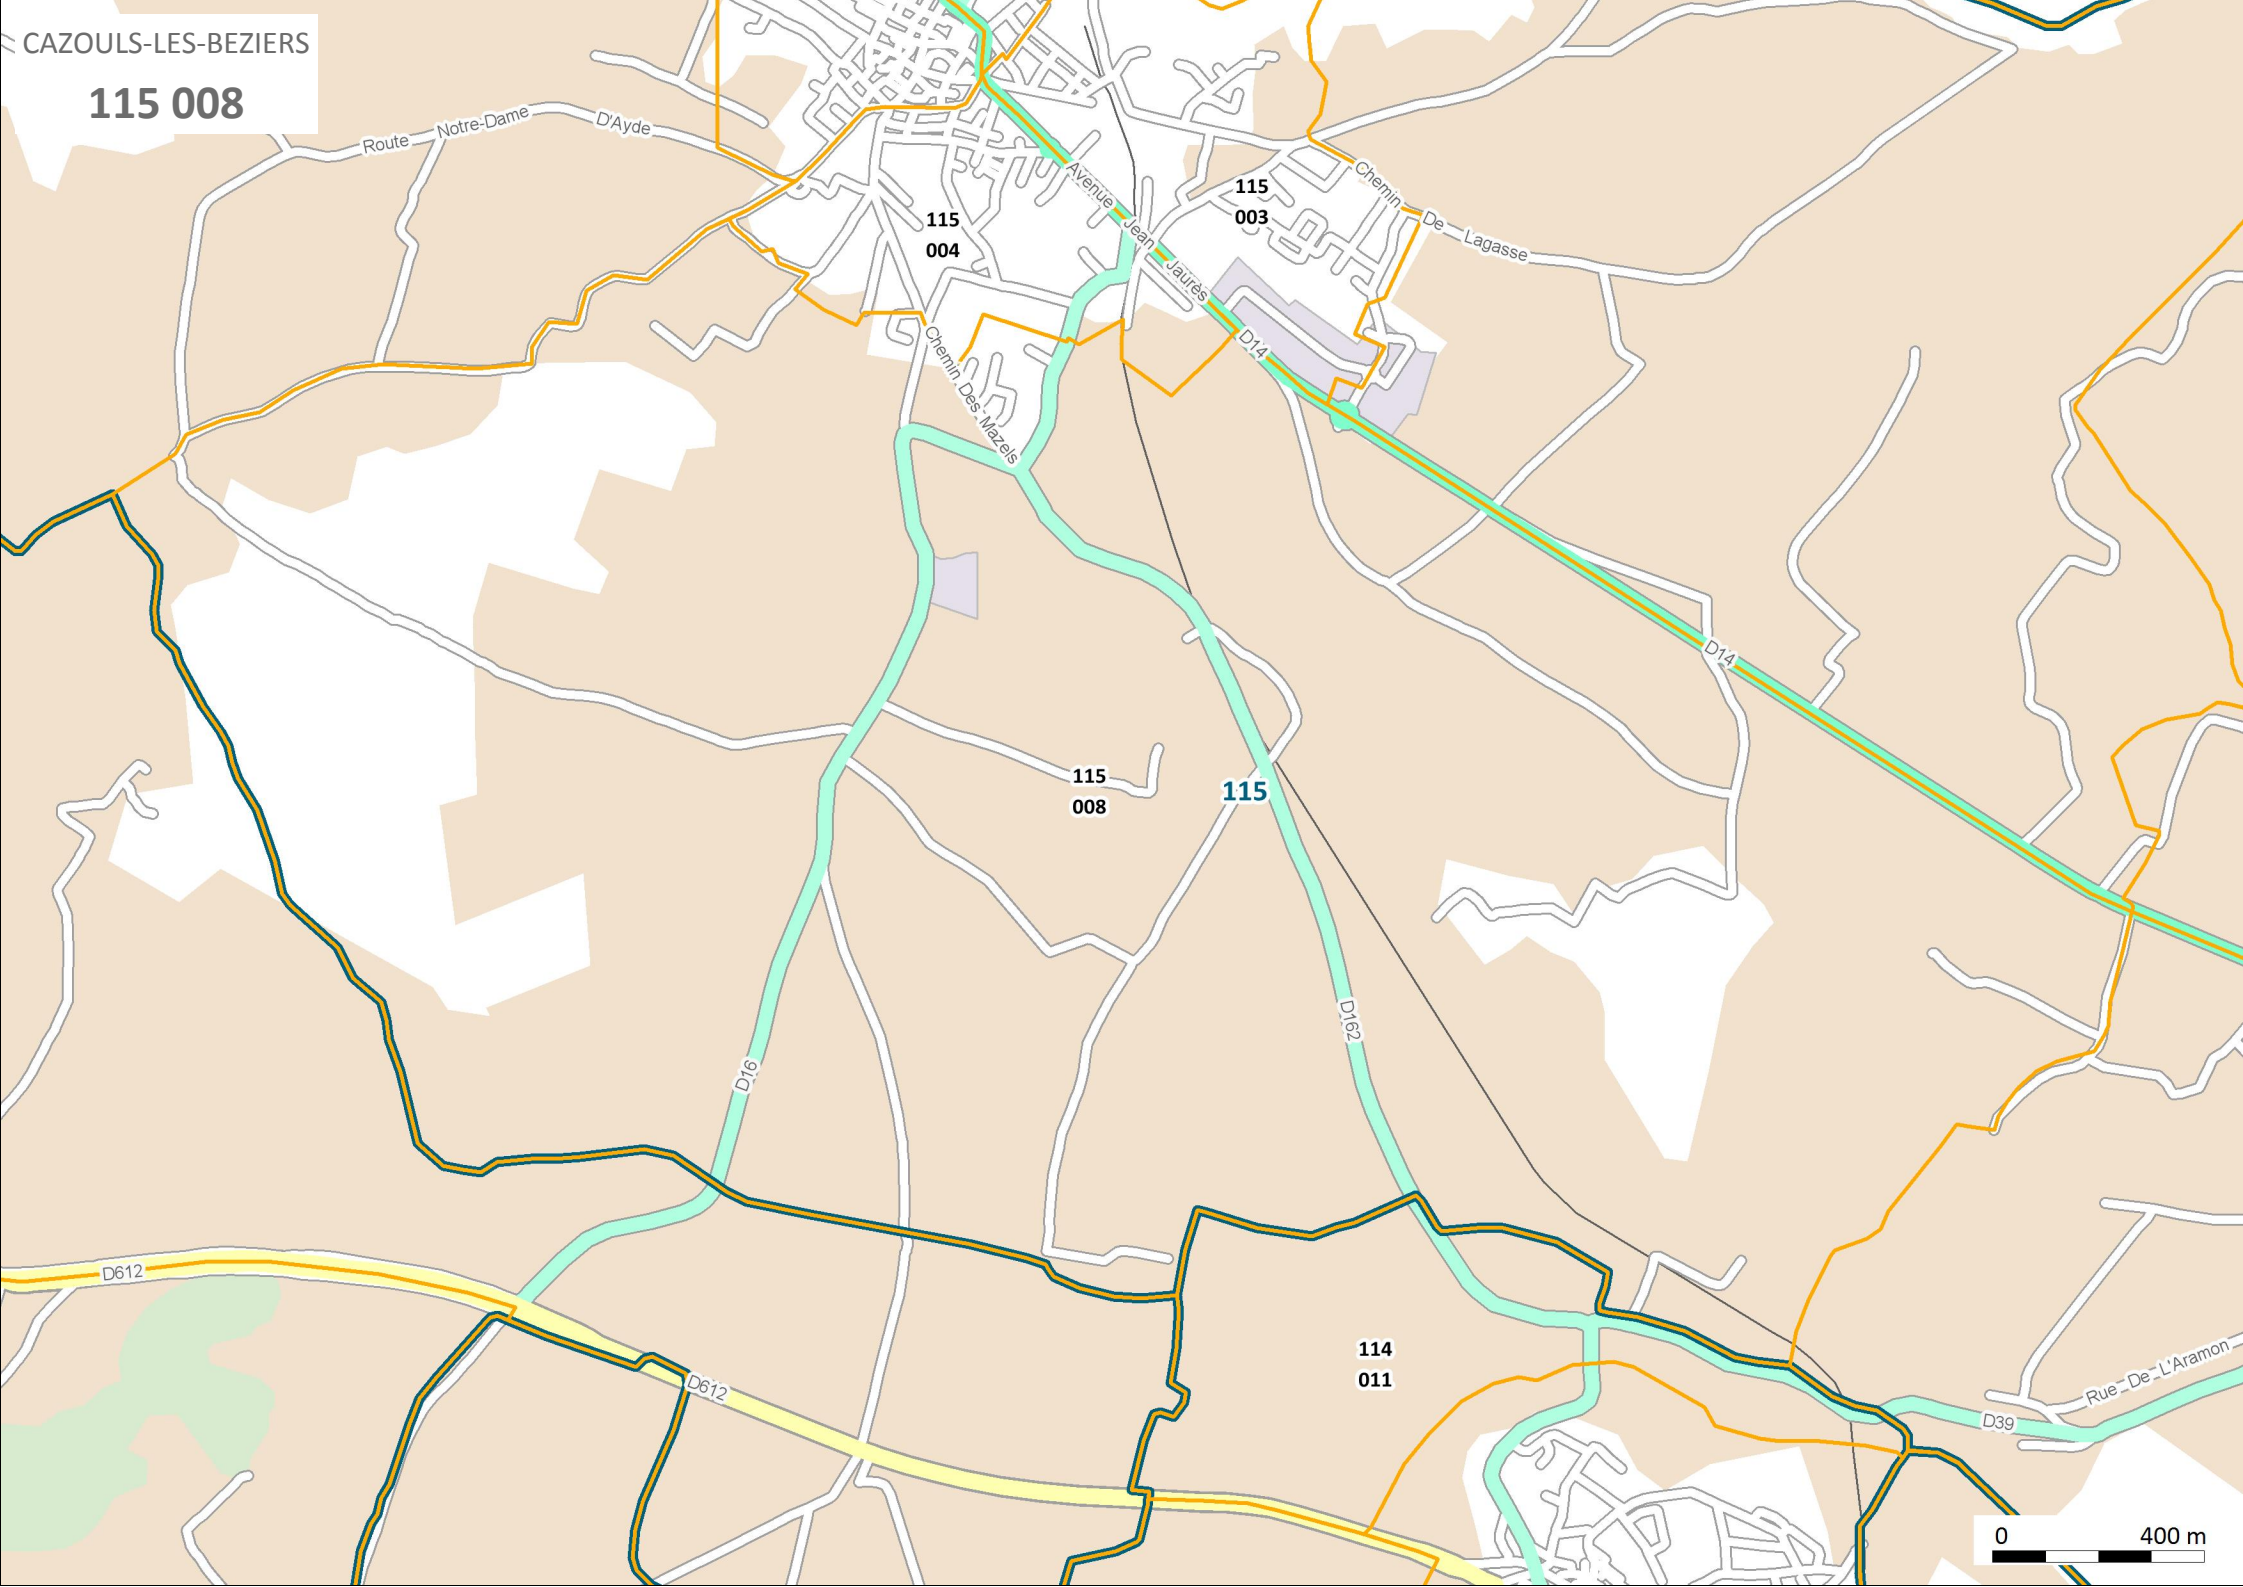 CAZOULS-LES-BEZIERS
115 008
Route Notre-Dame D'Ayde
Avenue Jean Jaurès
Chemin De Lagasse
115
003
115
004
Chemin Des Mazels
D14
D14
115
008
115
D162
D16
D612
D612
114
011
Rue De L'Aramon
D39
0 400 m